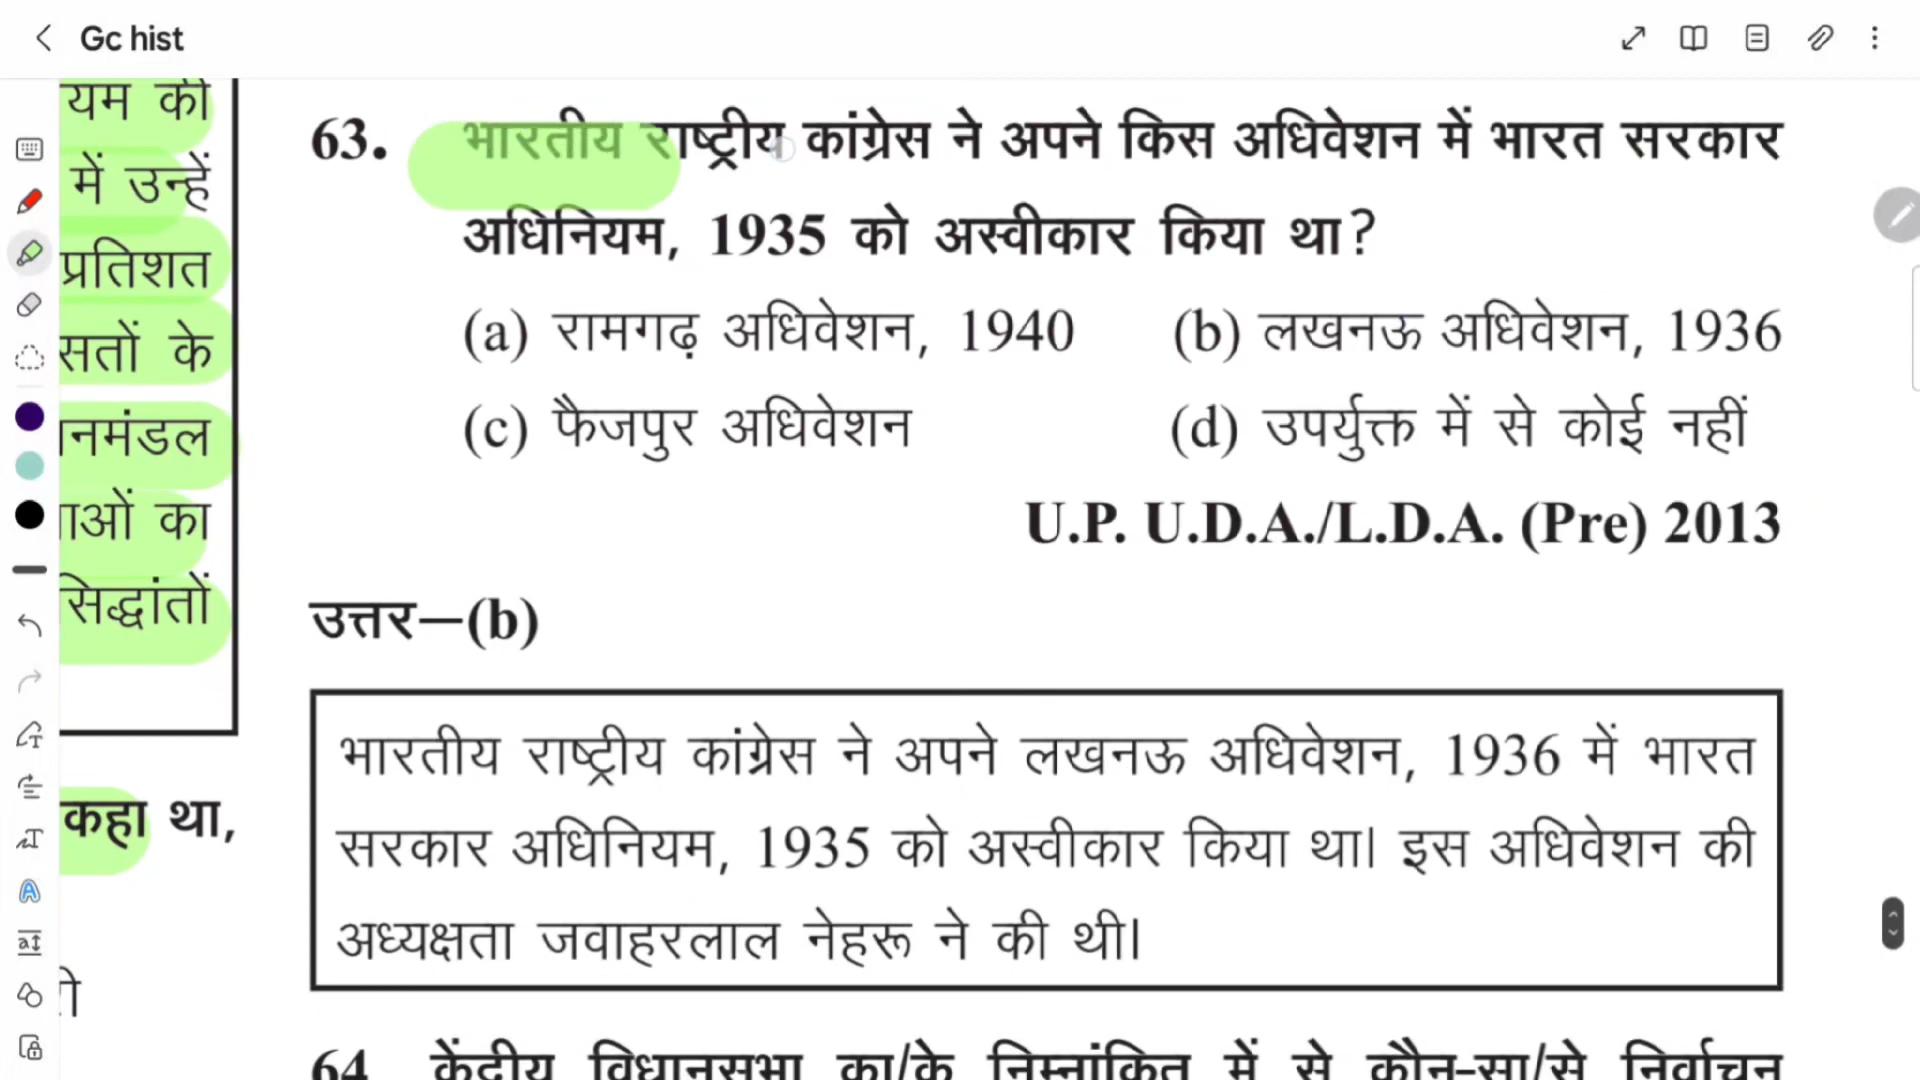 Gc hist
यम की
में उन्हें
प्रतिशत
सतों के
नमंडल
ाओं का
सिद्धांतों
कहा था,
63. भारतीय राष्ट्रीय कांग्रेस ने अपने किस अधिवेशन में भारत सरकार
अधिनियम, 1935 को अस्वीकार किया था?
(a) रामगढ़ अधिवेशन, 1940 (b) लखनऊ अधिवेशन, 1936
(c) फैजपुर अधिवेशन (d) उपर्युक्त में से कोई नहीं
U.P. U.D.A./L.D.A. (Pre) 2013
उत्तर—(b)
भारतीय राष्ट्रीय कांग्रेस ने अपने लखनऊ अधिवेशन, 1936 में भारत
सरकार अधिनियम, 1935 को अस्वीकार किया था। इस अधिवेशन की
अध्यक्षता जवाहरलाल नेहरू ने की थी।
64 केंद्रीय विधानसभा का/के निम्नांकित में से कौन-सा/से निर्वाचन